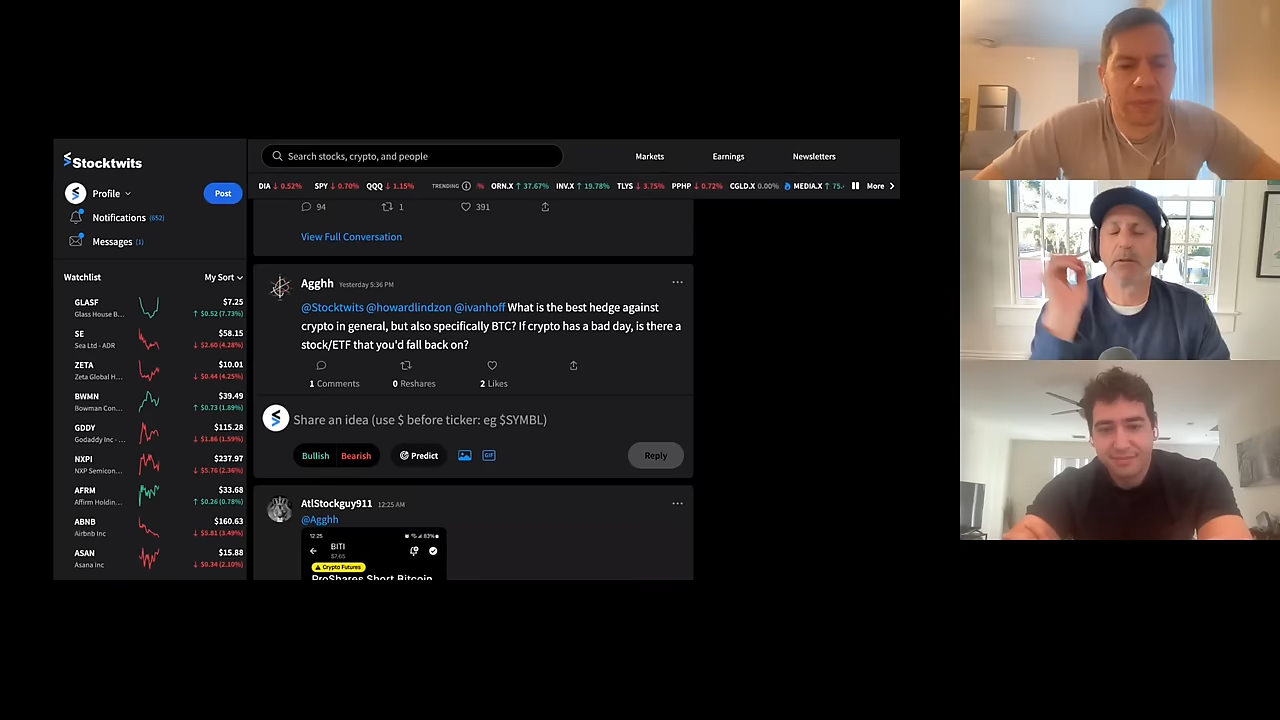 Stocktwits
Search stocks, crypto, and people
Markets
Earnings
Newsletters
Profile
Post
Notifications (652)
Messages (1)
DIA ↓ 0.52% SPY ↓ 0.70% QQQ ↓ 1.15% TRENDING % ORN.X ↑ 37.67% INV.X ↑ 19.78% TLYS ↓ 3.75% PPHP ↓ 0.72% CGLD.X 0.00% MEDIA.X ↑ 75. More
Watchlist
My Sort
GLASF $7.25
Glass House B... ↑ $0.52 (7.73%)
SE $58.15
Sea Ltd - ADR ↓ $2.60 (4.28%)
ZETA $10.01
Zeta Global H... ↓ $0.44 (4.25%)
BWMN $39.49
Bowman Con... ↑ $0.73 (1.89%)
GDDY $115.28
Godaddy Inc - ... ↓ $1.86 (1.59%)
NXPI $237.97
NXP Semicon... ↓ $5.76 (2.36%)
AFRM $33.68
Affirm Holdin... ↑ $0.26 (0.78%)
ABNB $160.63
Airbnb Inc ↓ $5.81 (3.49%)
ASAN $15.88
Asana Inc ↓ $0.34 (2.10%)
94 1 391
View Full Conversation
Agghh Yesterday 5:36 PM
@Stocktwits @howardlindzon @ivanhoff What is the best hedge against
crypto in general, but also specifically BTC? If crypto has a bad day, is there a
stock/ETF that you'd fall back on?
1 Comments 0 Reshares 2 Likes
Share an idea (use $ before ticker: eg $SYMBL)
Bullish Bearish Predict GIF Reply
AtlStockguy911 12:25 AM
@Agghh
12:25 83%
BITI
$7.65
Crypto Futures
ProShares Short Bitcoin